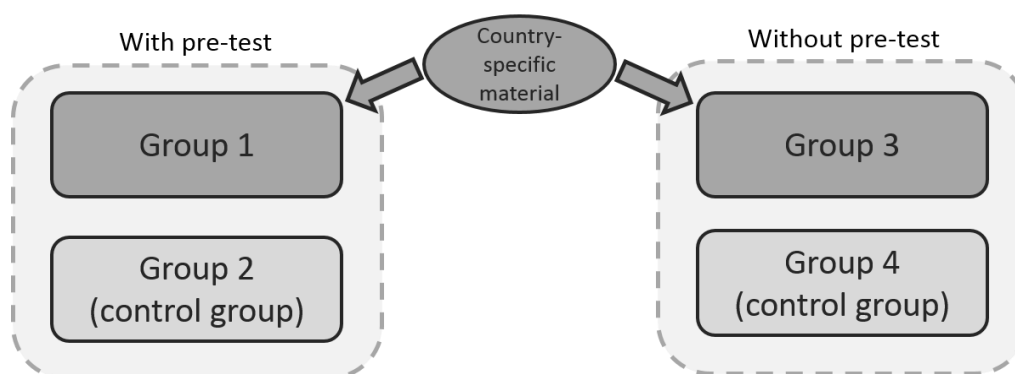 With pre-test
Country-
specific
material
Without pre-test
Group 1
Group 3
Group 2
(control group)
Group 4
(control group)